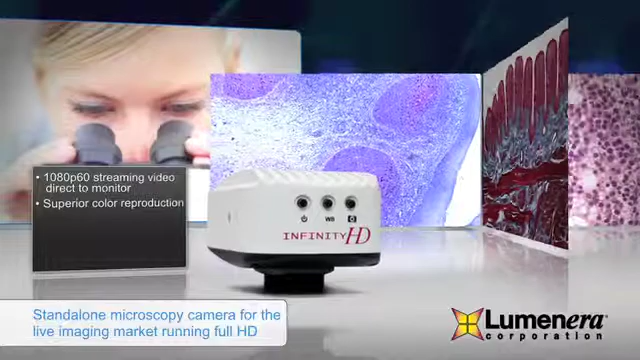 • 1080p60 streaming video
direct to monitor
• Superior color reproduction
WB
INFINITYHD
Standalone microscopy camera for the
live imaging market running full HD
Lumenera®
corporation